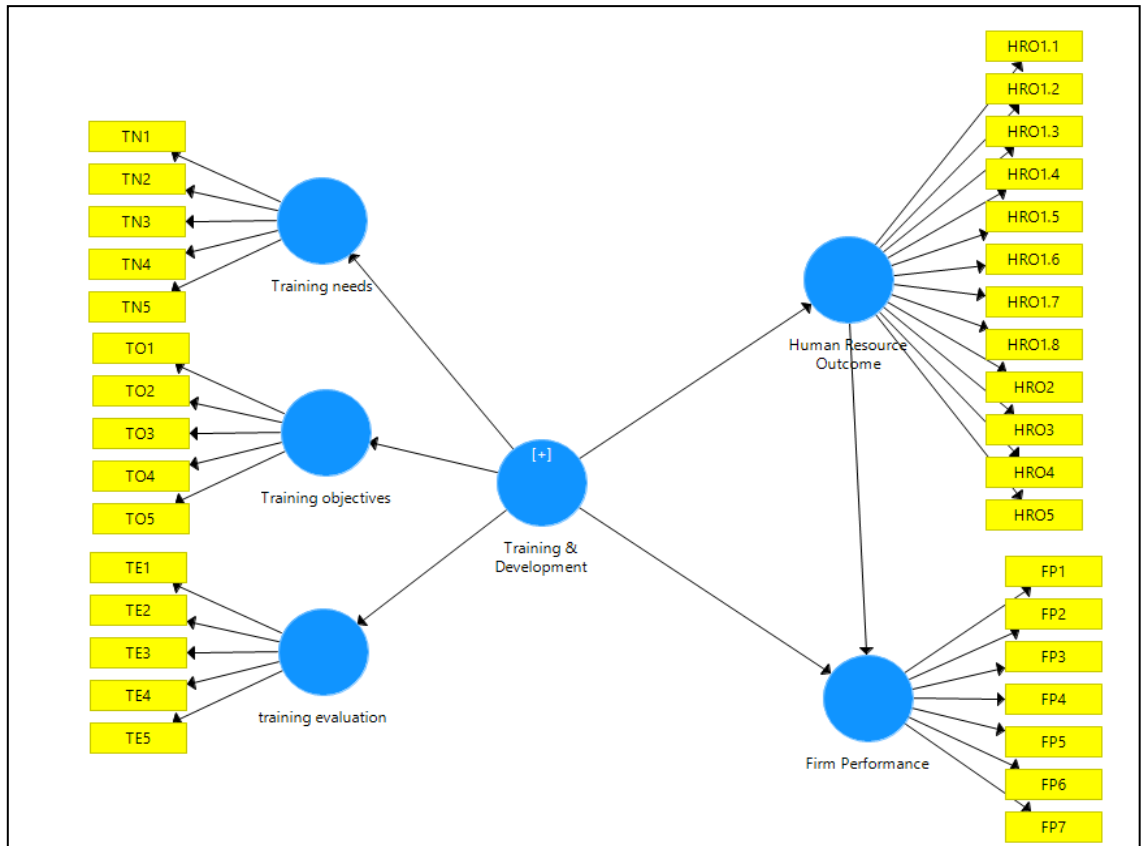 TN1
TN2
TN3
TN4
TN5
Training needs
TO1
TO2
TO3
TO4
TO5
Training objectives
TE1
TE2
TE3
TE4
TE5
training evaluation
[+]
Training &
Development
HRO1.1
HRO1.2
HRO1.3
HRO1.4
HRO1.5
HRO1.6
HRO1.7
HRO1.8
HRO2
HRO3
HRO4
HRO5
Human Resource
Outcome
FP1
FP2
FP3
FP4
FP5
FP6
FP7
Firm Performance